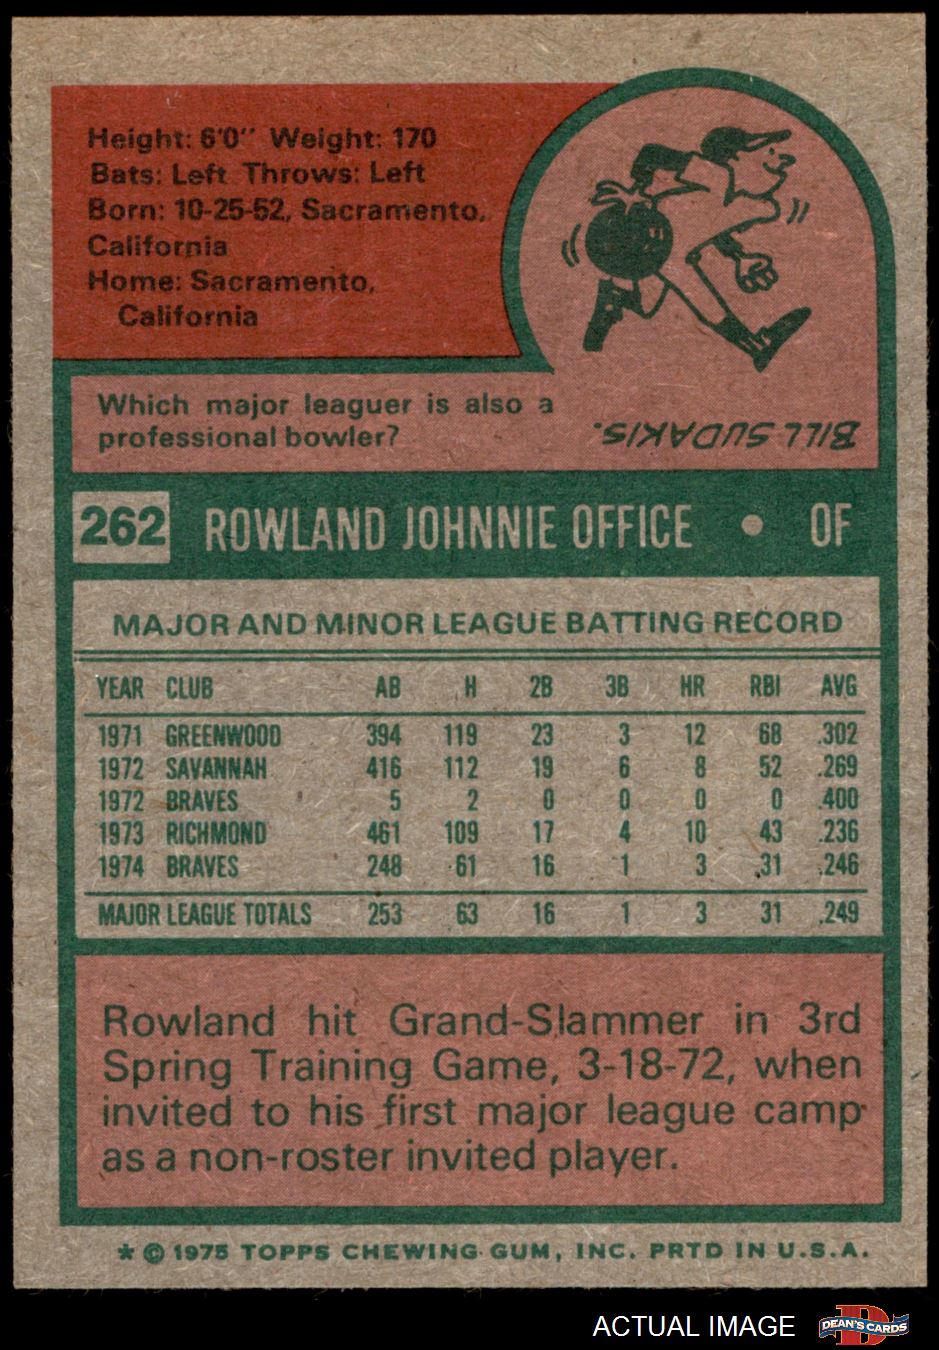 Height: 6'0" Weight: 170
Bats: Left Throws: Left
Born: 10-25-52, Sacramento,
California
Home: Sacramento,
California
Which major leaguer is also a
professional bowler?
BILL SUDAKIS.
262 ROWLAND JOHNNIE OFFICE • OF
MAJOR AND MINOR LEAGUE BATTING RECORD
YEAR CLUB AB H 2B 3B HR RBI AVG
1971 GREENWOOD 394 119 23 3 12 68 .302
1972 SAVANNAH 416 112 19 6 8 52 .269
1972 BRAVES 5 2 0 0 0 0 .400
1973 RICHMOND 461 109 17 4 10 43 .236
1974 BRAVES 248 61 16 1 3 31 .246
MAJOR LEAGUE TOTALS 253 63 16 1 3 31 .249
Rowland hit Grand-Slammer in 3rd
Spring Training Game, 3-18-72, when
invited to his first major league camp
as a non-roster invited player.
* © 1975 TOPPS CHEWING GUM, INC. PRTD IN U.S.A.
ACTUAL IMAGE DEAN'S CARDS